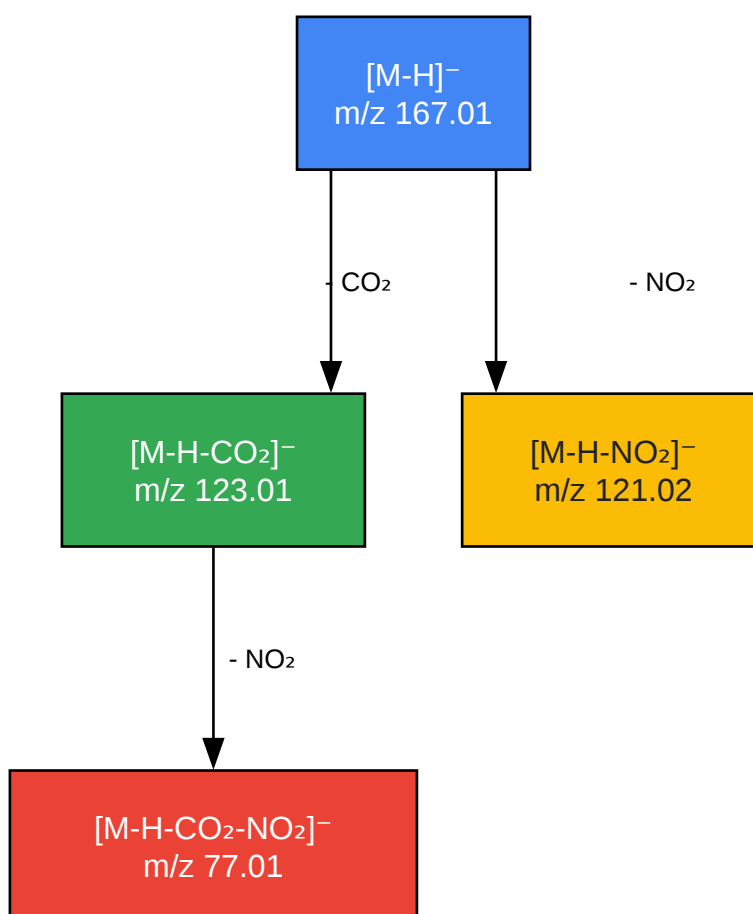 [M-H]⁻
m/z 167.01
- CO₂
- NO₂
[M-H-CO₂]⁻
m/z 123.01
[M-H-NO₂]⁻
m/z 121.02
- NO₂
[M-H-CO₂-NO₂]⁻
m/z 77.01